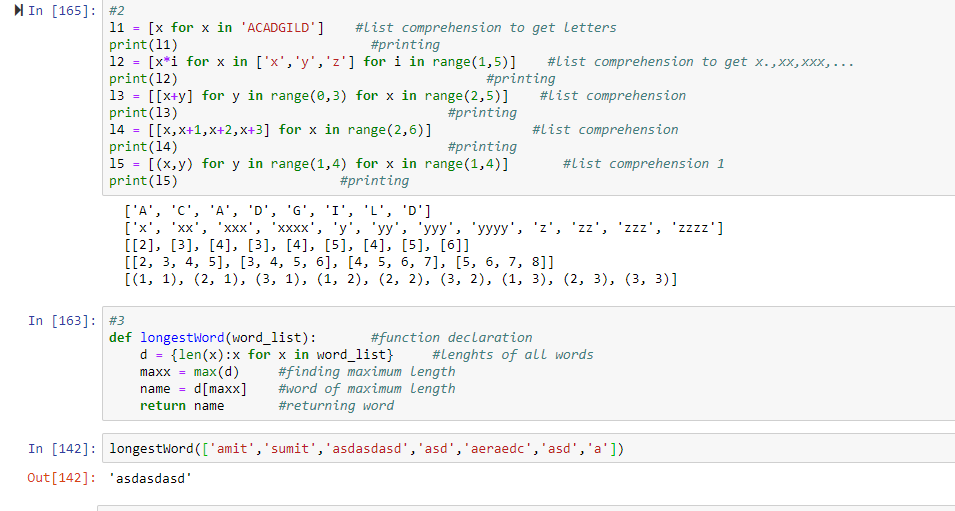 In [165]: #2
l1 = [x for x in 'ACADGILD'] #list comprehension to get letters
print(l1) #printing
l2 = [x*i for x in ['x','y','z'] for i in range(1,5)] #list comprehension to get x.,xx,xxx,...
print(l2) #printing
l3 = [[x+y] for y in range(0,3) for x in range(2,5)] #list comprehension
print(l3) #printing
l4 = [[x,x+1,x+2,x+3] for x in range(2,6)] #list comprehension
print(l4) #printing
l5 = [(x,y) for y in range(1,4) for x in range(1,4)] #list comprehension 1
print(l5) #printing
['A', 'C', 'A', 'D', 'G', 'I', 'L', 'D']
['x', 'xx', 'xxx', 'xxxx', 'y', 'yy', 'yyy', 'yyyy', 'z', 'zz', 'zzz', 'zzzz']
[[2], [3], [4], [3], [4], [5], [4], [5], [6]]
[[2, 3, 4, 5], [3, 4, 5, 6], [4, 5, 6, 7], [5, 6, 7, 8]]
[(1, 1), (2, 1), (3, 1), (1, 2), (2, 2), (3, 2), (1, 3), (2, 3), (3, 3)]
In [163]: #3
def longestWord(word_list): #function declaration
d = {len(x):x for x in word_list} #lenghts of all words
maxx = max(d) #finding maximum length
name = d[maxx] #word of maximum length
return name #returning word
In [142]: longestWord(['amit','sumit','asdasdasd','asd','aeraedc','asd','a'])
Out[142]: 'asdasdasd'